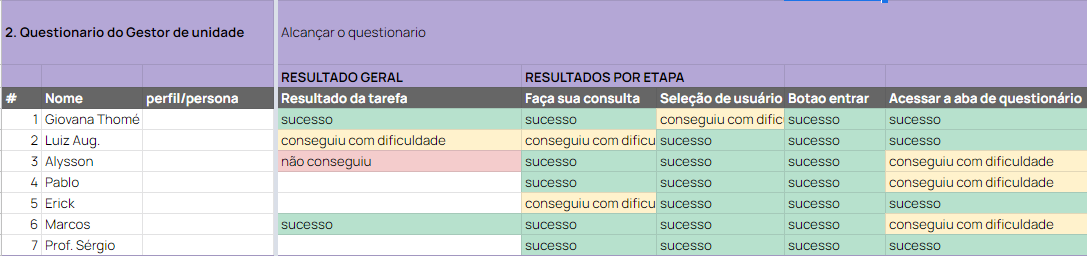 2. Questionario do Gestor de unidade Alcançar o questionario
RESULTADO GERAL RESULTADOS POR ETAPA
# Nome perfil/persona Resultado da tarefa Faça sua consulta Seleção de usuário Botao entrar Acessar a aba de questionário
1 Giovana Thomé sucesso sucesso conseguiu com dific sucesso sucesso
2 Luiz Aug. conseguiu com dificuldade conseguiu com dificu sucesso sucesso sucesso
3 Alysson não conseguiu sucesso sucesso sucesso conseguiu com dificuldade
4 Pablo sucesso sucesso sucesso conseguiu com dificuldade
5 Erick conseguiu com dificu sucesso sucesso sucesso
6 Marcos sucesso sucesso sucesso sucesso conseguiu com dificuldade
7 Prof. Sérgio sucesso sucesso sucesso sucesso